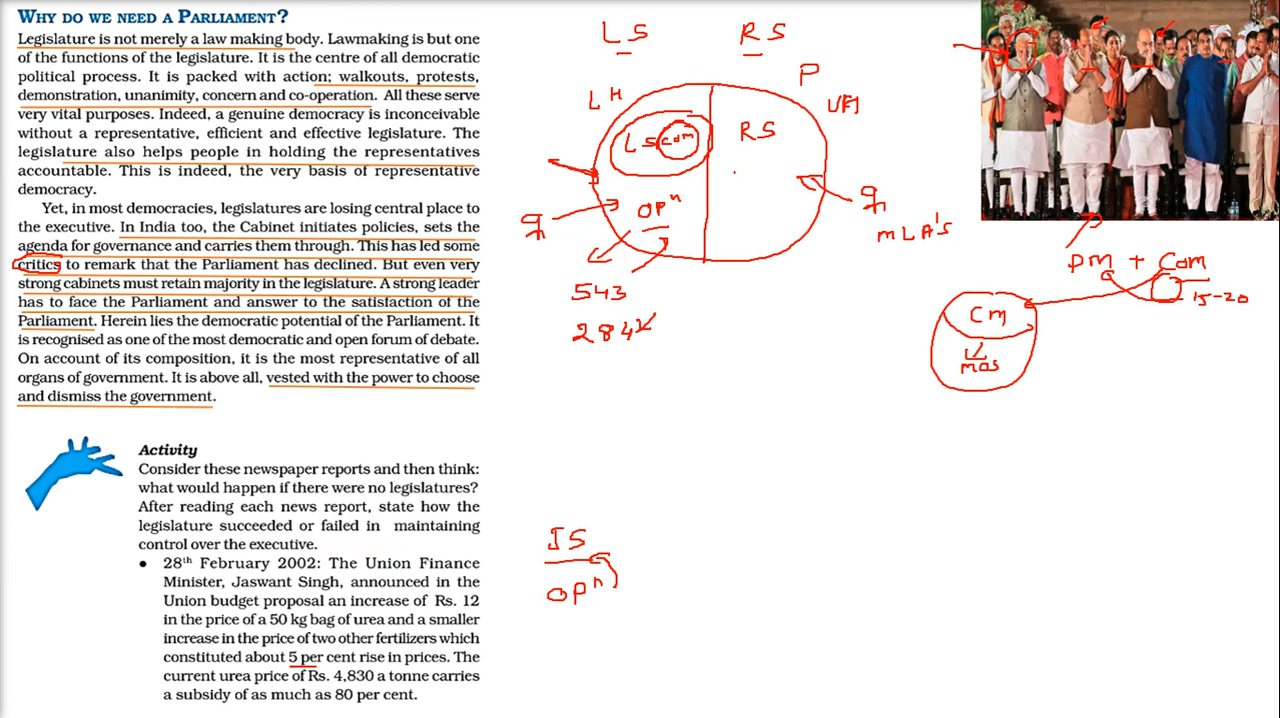 WHY DO WE NEED A PARLIAMENT?
Legislature is not merely a law making body. Lawmaking is but one
of the functions of the legislature. It is the centre of all democratic
political process. It is packed with action; walkouts, protests,
demonstration, unanimity, concern and co-operation. All these serve
very vital purposes. Indeed, a genuine democracy is inconceivable
without a representative, efficient and effective legislature. The
legislature also helps people in holding the representatives
accountable. This is indeed, the very basis of representative
democracy.
Yet, in most democracies, legislatures are losing central place to
the executive. In India too, the Cabinet initiates policies, sets the
agenda for governance and carries them through. This has led some
critics to remark that the Parliament has declined. But even very
strong cabinets must retain majority in the legislature. A strong leader
has to face the Parliament and answer to the satisfaction of the
Parliament. Herein lies the democratic potential of the Parliament. It
is recognised as one of the most democratic and open forum of debate.
On account of its composition, it is the most representative of all
organs of government. It is above all, vested with the power to choose
and dismiss the government.
Activity
Consider these newspaper reports and then think:
what would happen if there were no legislatures?
After reading each news report, state how the
legislature succeeded or failed in maintaining
control over the executive.
• 28th February 2002: The Union Finance
Minister, Jaswant Singh, announced in the
Union budget proposal an increase of Rs. 12
in the price of a 50 kg bag of urea and a smaller
increase in the price of two other fertilizers which
constituted about 5 per cent rise in prices. The
current urea price of Rs. 4,830 a tonne carries
a subsidy of as much as 80 per cent.
LS RS
LH P
UH
LS com RS
OPn
MLA's
543
284
PM + COM
15-20
CM
MOS
JS
OPn